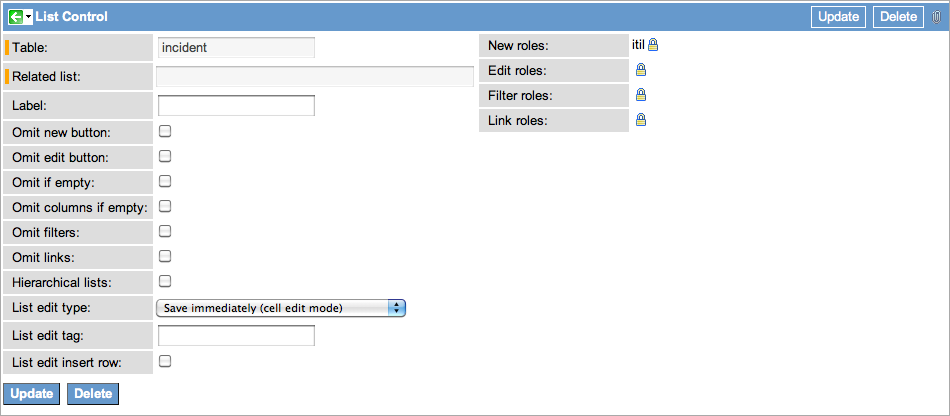 List Control
Update
Delete
Table:
incident
Related list:
Label:
Omit new button:
Omit edit button:
Omit if empty:
Omit columns if empty:
Omit filters:
Omit links:
Hierarchical lists:
List edit type:
Save immediately (cell edit mode)
List edit tag:
List edit insert row:
New roles:
itil
Edit roles:
Filter roles:
Link roles:
Update
Delete